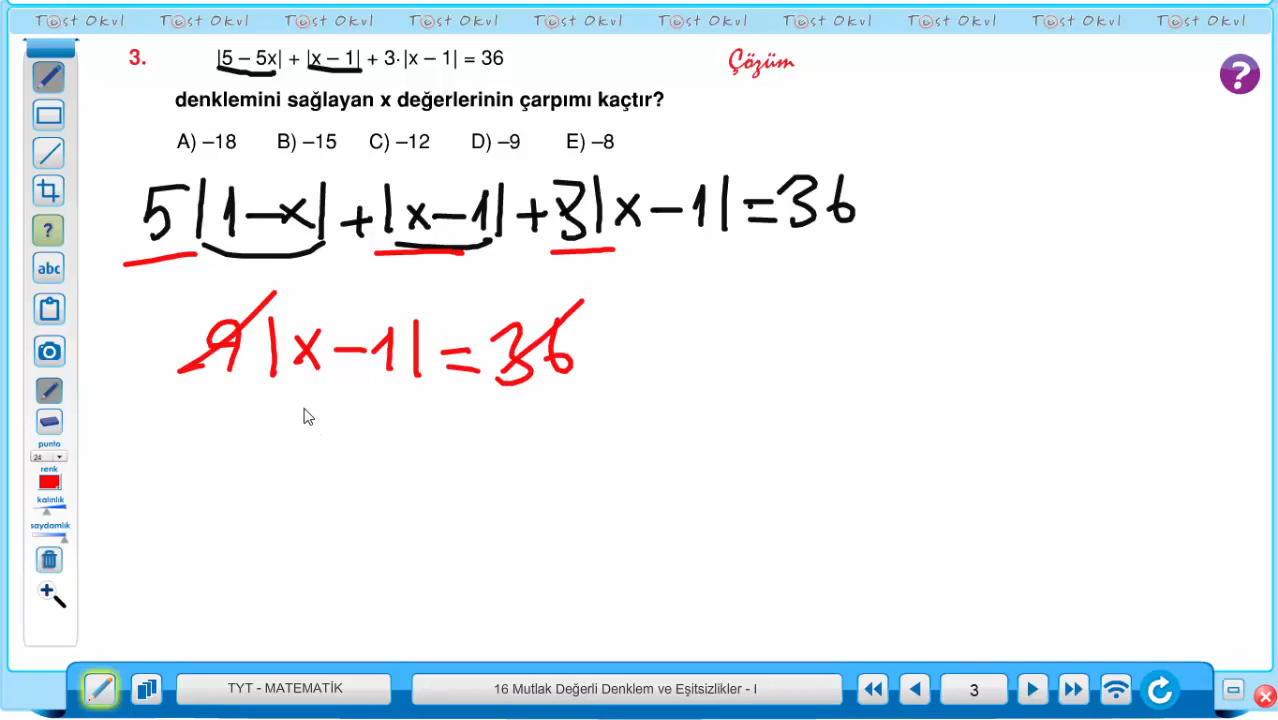 Test Okul Test Okul Test Okul Test Okul Test Okul Test Okul Test Okul Test Okul Test Okul Test Okul
3. |5 – 5x| + |x – 1| + 3·|x – 1| = 36
Çözüm
?
denklemini sağlayan x değerlerinin çarpımı kaçtır?
A) –18 B) –15 C) –12 D) –9 E) –8
5|1-x|+|x-1|+3|x-1|=36
?
abc
9|x-1|=36
punto
24
renk
kalınlık
saydamlık
TYT - MATEMATİK
16 Mutlak Değerli Denklem ve Eşitsizlikler - I
3